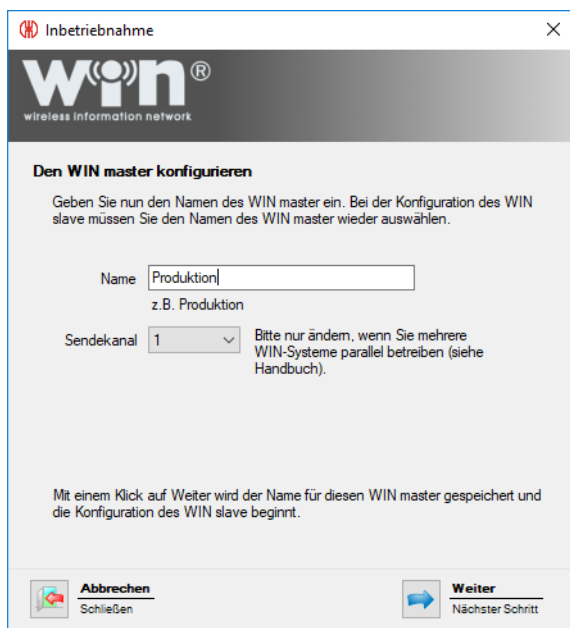 Inbetriebnahme
WIN®
wireless information network
Den WIN master konfigurieren
Geben Sie nun den Namen des WIN master ein. Bei der Konfiguration des WIN
slave müssen Sie den Namen des WIN master wieder auswählen.
Name Produktion
z.B. Produktion
Sendekanal 1
Bitte nur ändern, wenn Sie mehrere
WIN-Systeme parallel betreiben (siehe
Handbuch).
Mit einem Klick auf Weiter wird der Name für diesen WIN master gespeichert und
die Konfiguration des WIN slave beginnt.
Abbrechen
Schließen
Weiter
Nächster Schritt